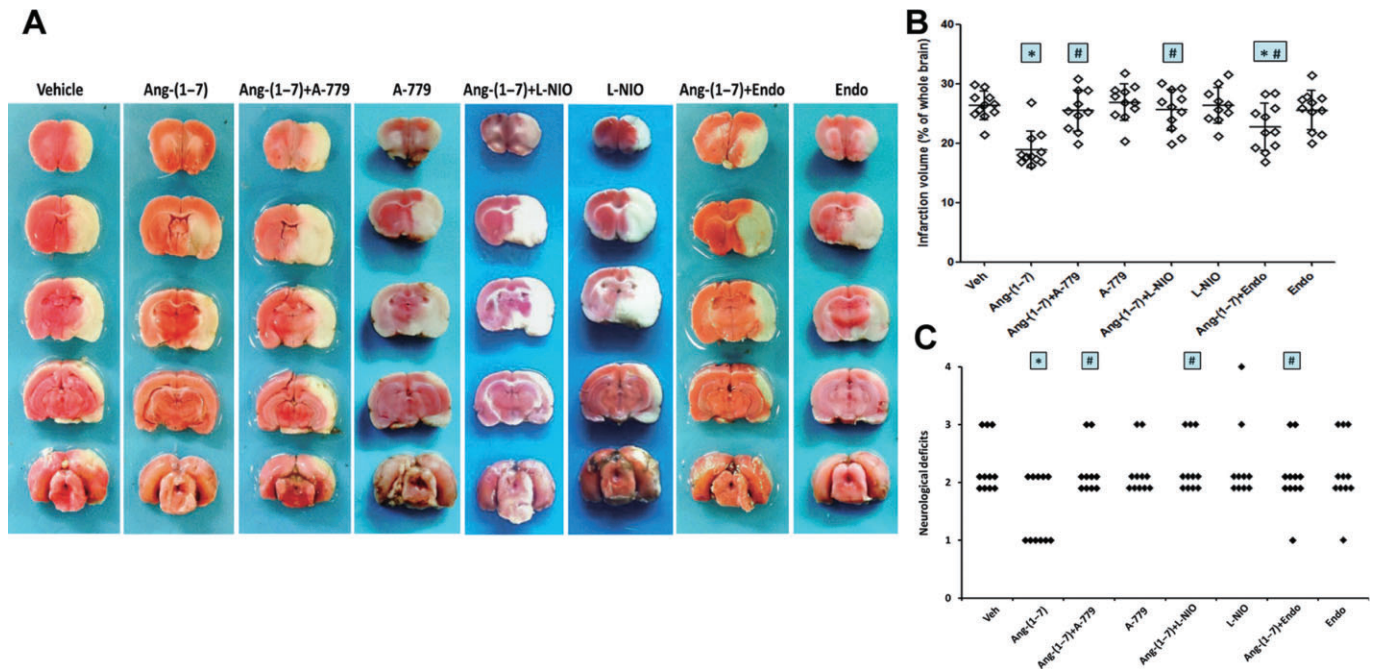 A
Vehicle Ang-(1–7) Ang-(1–7)+A-779 A-779 Ang-(1–7)+L-NIO L-NIO Ang-(1–7)+Endo Endo
B
Infarction volume (% of whole brain)
40
30
20
10
0
* # # * #
Veh Ang-(1–7) Ang-(1–7)+A-779 A-779 Ang-(1–7)+L-NIO L-NIO Ang-(1–7)+Endo Endo
C
Neurological deficits
4
3
2
1
0
* # # #
Veh Ang-(1–7) Ang-(1–7)+A-779 A-779 Ang-(1–7)+L-NIO L-NIO Ang-(1–7)+Endo Endo